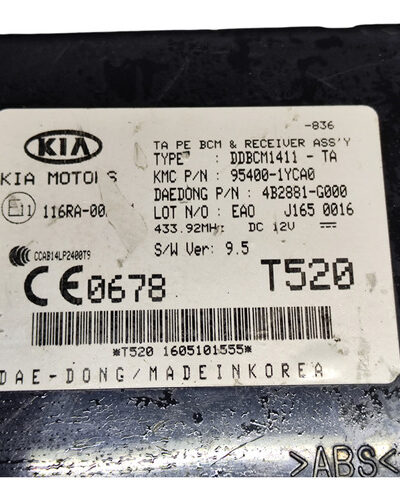 -836
KIA
TA PE BCM & RECEIVER ASS'Y
TYPE : DDBCM1411 - TA
KIA MOTORS
KMC P/N : 95400-1YCA0
DAEDONG P/N : 4B2881-G000
116RA-00
LOT N/O : EAO J165 0016
433.92MHz DC 12V
S/W Ver: 9.5
CCAB14LP2400T9
CE0678
T520
*T520 1605101555*
DAE-DONG/MADEINKOREA
>ABS<